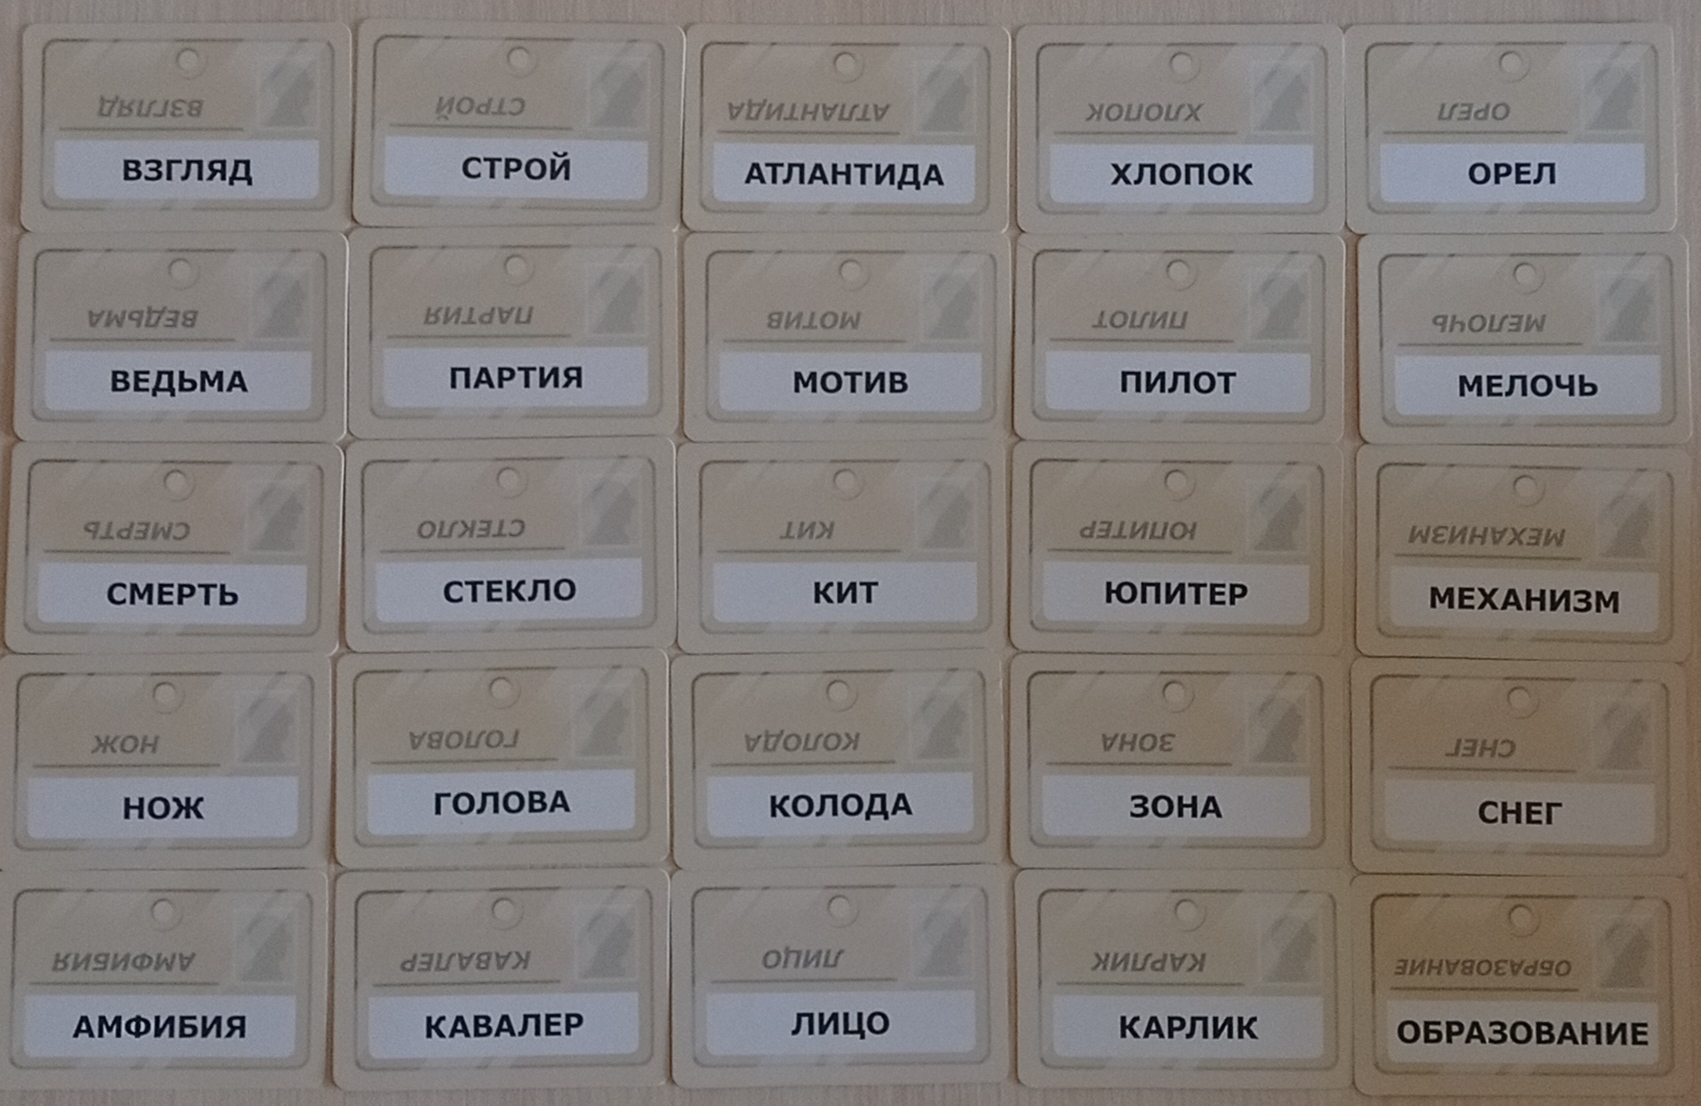 ВЗГЛЯД СТРОЙ АТЛАНТИДА ХЛОПОК ОРЕЛ
ВЗГЛЯД СТРОЙ АТЛАНТИДА ХЛОПОК ОРЕЛ
ВЕДЬМА ПАРТИЯ МОТИВ ПИЛОТ МЕЛОЧЬ
ВЕДЬМА ПАРТИЯ МОТИВ ПИЛОТ МЕЛОЧЬ
СМЕРТЬ СТЕКЛО КИТ ЮПИТЕР МЕХАНИЗМ
СМЕРТЬ СТЕКЛО КИТ ЮПИТЕР МЕХАНИЗМ
НОЖ ГОЛОВА КОЛОДА ЗОНА СНЕГ
НОЖ ГОЛОВА КОЛОДА ЗОНА СНЕГ
АМФИБИЯ КАВАЛЕР ЛИЦО КАРЛИК ОБРАЗОВАНИЕ
АМФИБИЯ КАВАЛЕР ЛИЦО КАРЛИК ОБРАЗОВАНИЕ